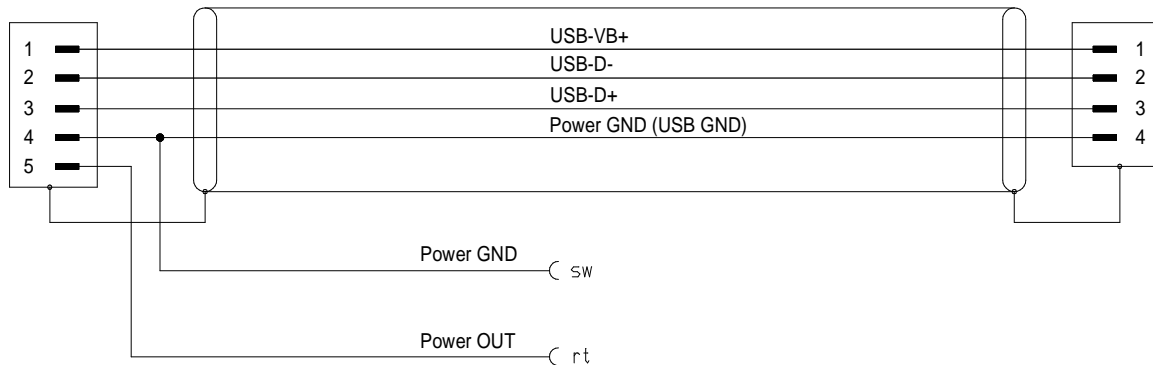 1 USB-VB+ 1
2 USB-D- 2
3 USB-D+ 3
4 Power GND (USB GND) 4
5
Power GND sw
Power OUT rt